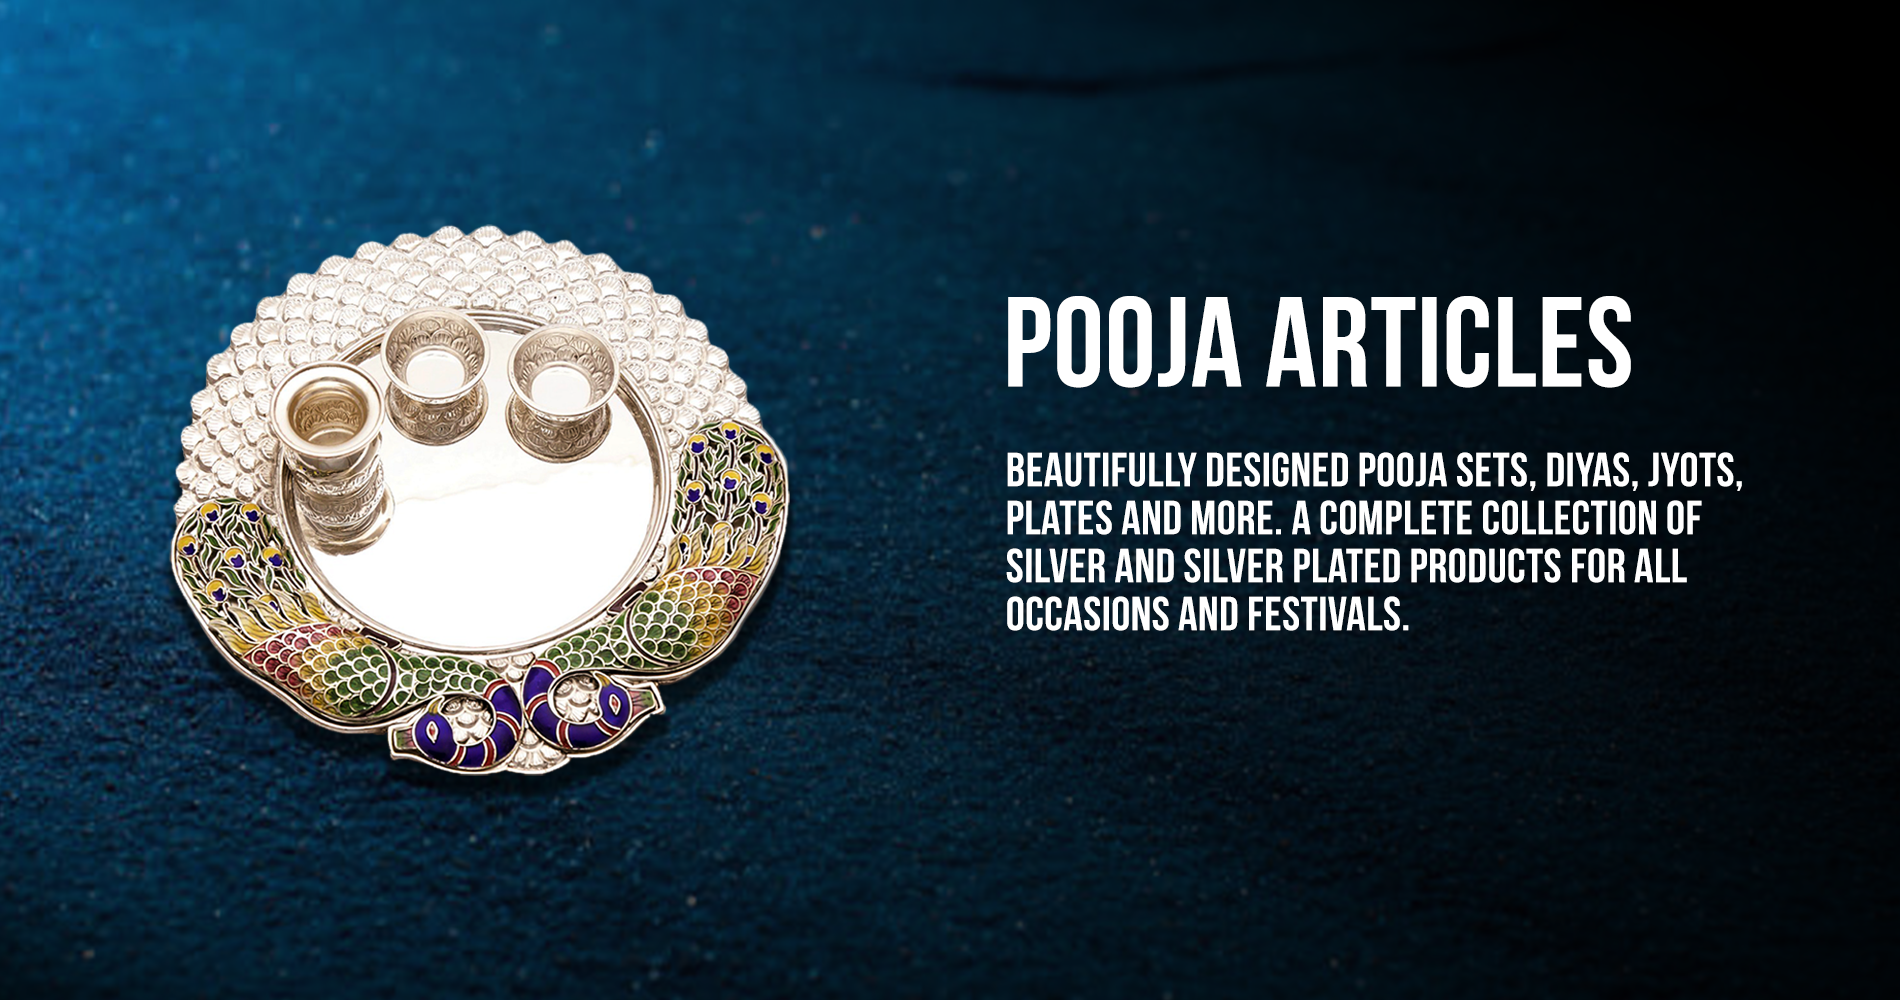 POOJA ARTICLES
BEAUTIFULLY DESIGNED POOJA SETS, DIYAS, JYOTS,
PLATES AND MORE. A COMPLETE COLLECTION OF
SILVER AND SILVER PLATED PRODUCTS FOR ALL
OCCASIONS AND FESTIVALS.